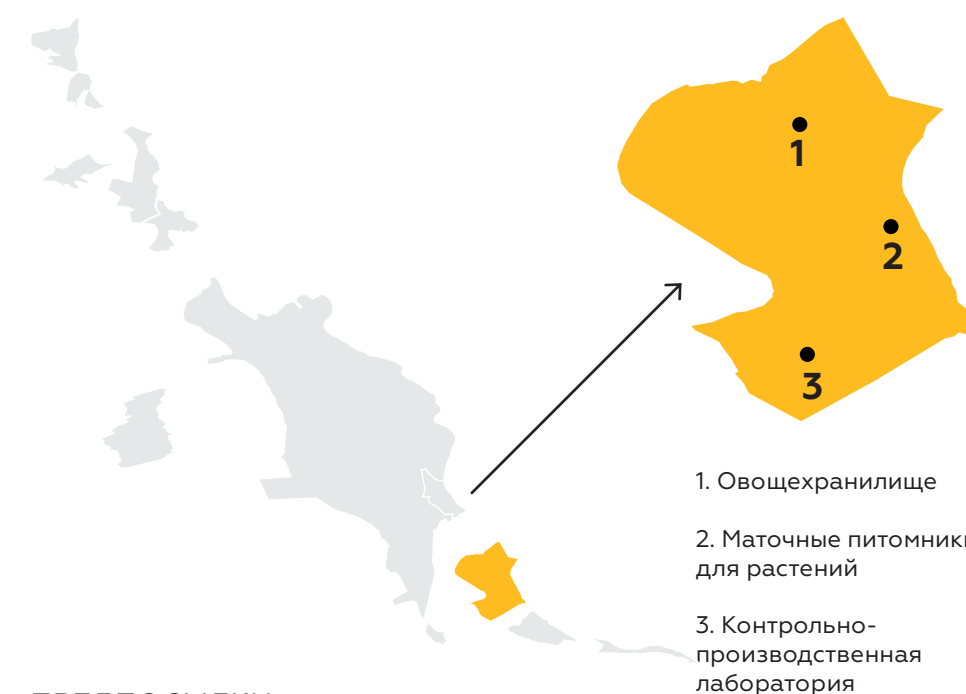 1
2
3
1. Овощехранилище
2. Маточные питомники
для растений
3. Контрольно-
производственная
лаборатория